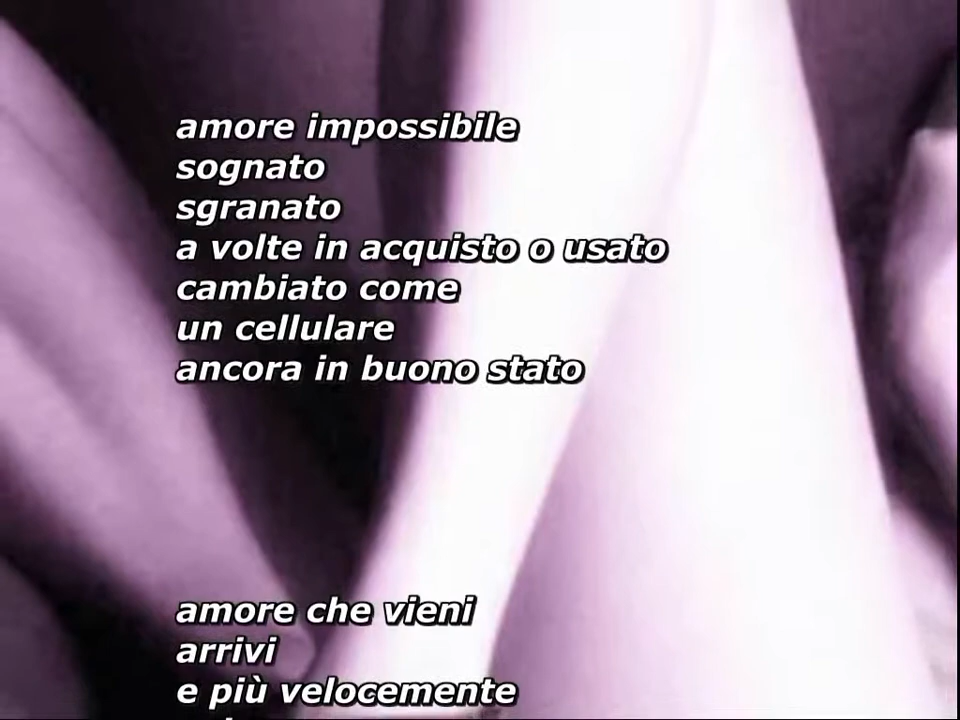 amore impossibile
sognato
sgranato
a volte in acquisto o usato
cambiato come
un cellulare
ancora in buono stato
amore che vieni
arrivi
e più velocemente